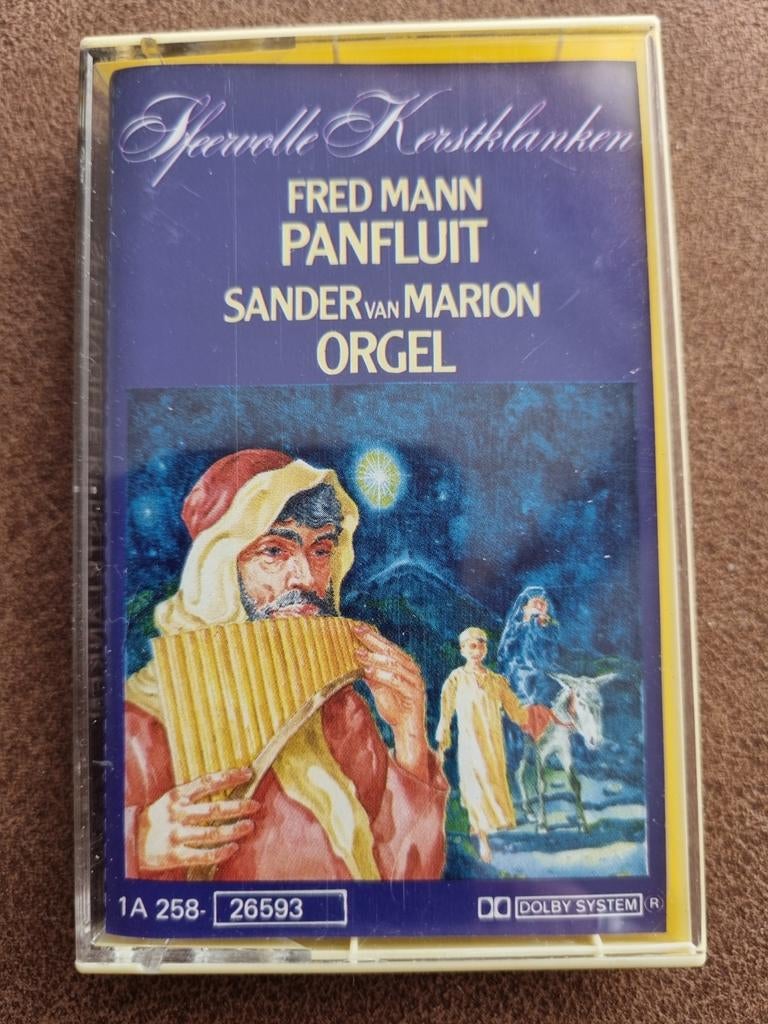 Sfeervolle Kerstklanken
FRED MANN
PANFLUIT
SANDER VAN MARION
ORGEL
1A 258- 26593
DOLBY SYSTEM ®